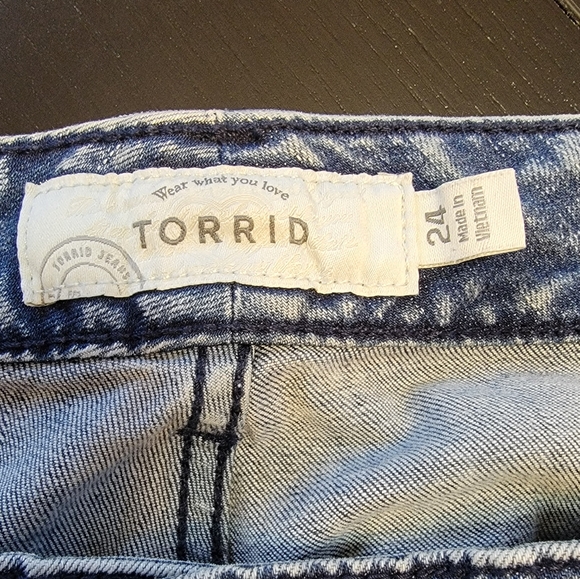 Wear what you love
TORRID
TORRID JEANS
24
Made In
Vietnam